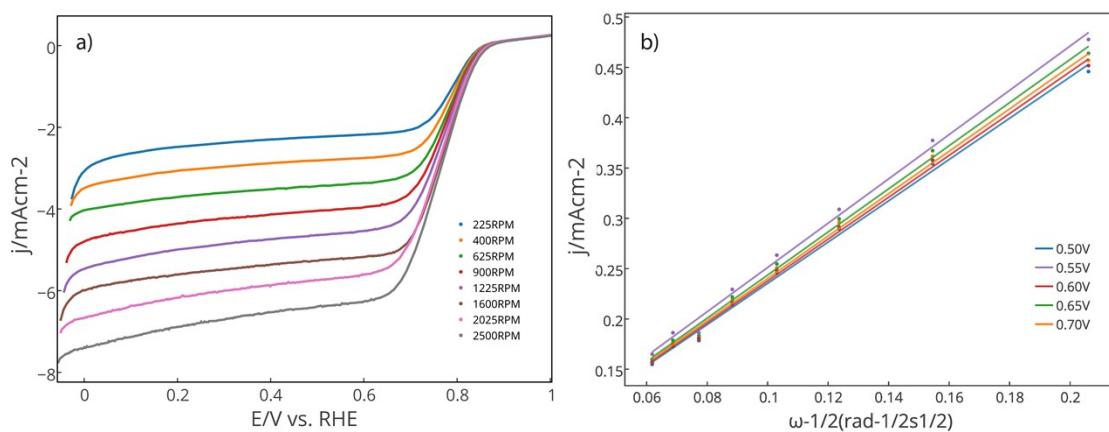 a)
0
−2
−4
−6
−8
0
0.2
0.4
0.6
0.8
1
j/mAcm-2
E/V vs. RHE
225RPM
400RPM
625RPM
900RPM
1225RPM
1600RPM
2025RPM
2500RPM
b)
0.5
0.45
0.4
0.35
0.3
0.25
0.2
0.15
0.06
0.08
0.1
0.12
0.14
0.16
0.18
0.2
j/mAcm-2
ω-1/2(rad-1/2s1/2)
0.50V
0.55V
0.60V
0.65V
0.70V